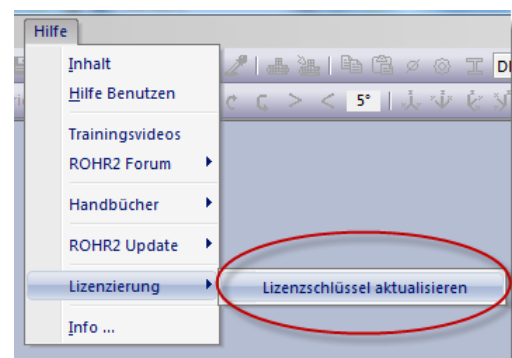 Hilfe
Inhalt
Hilfe Benutzen
5°
Trainingsvideos
ROHR2 Forum
Handbücher
ROHR2 Update
Lizenzierung
Lizenzschlüssel aktualisieren
Info ...